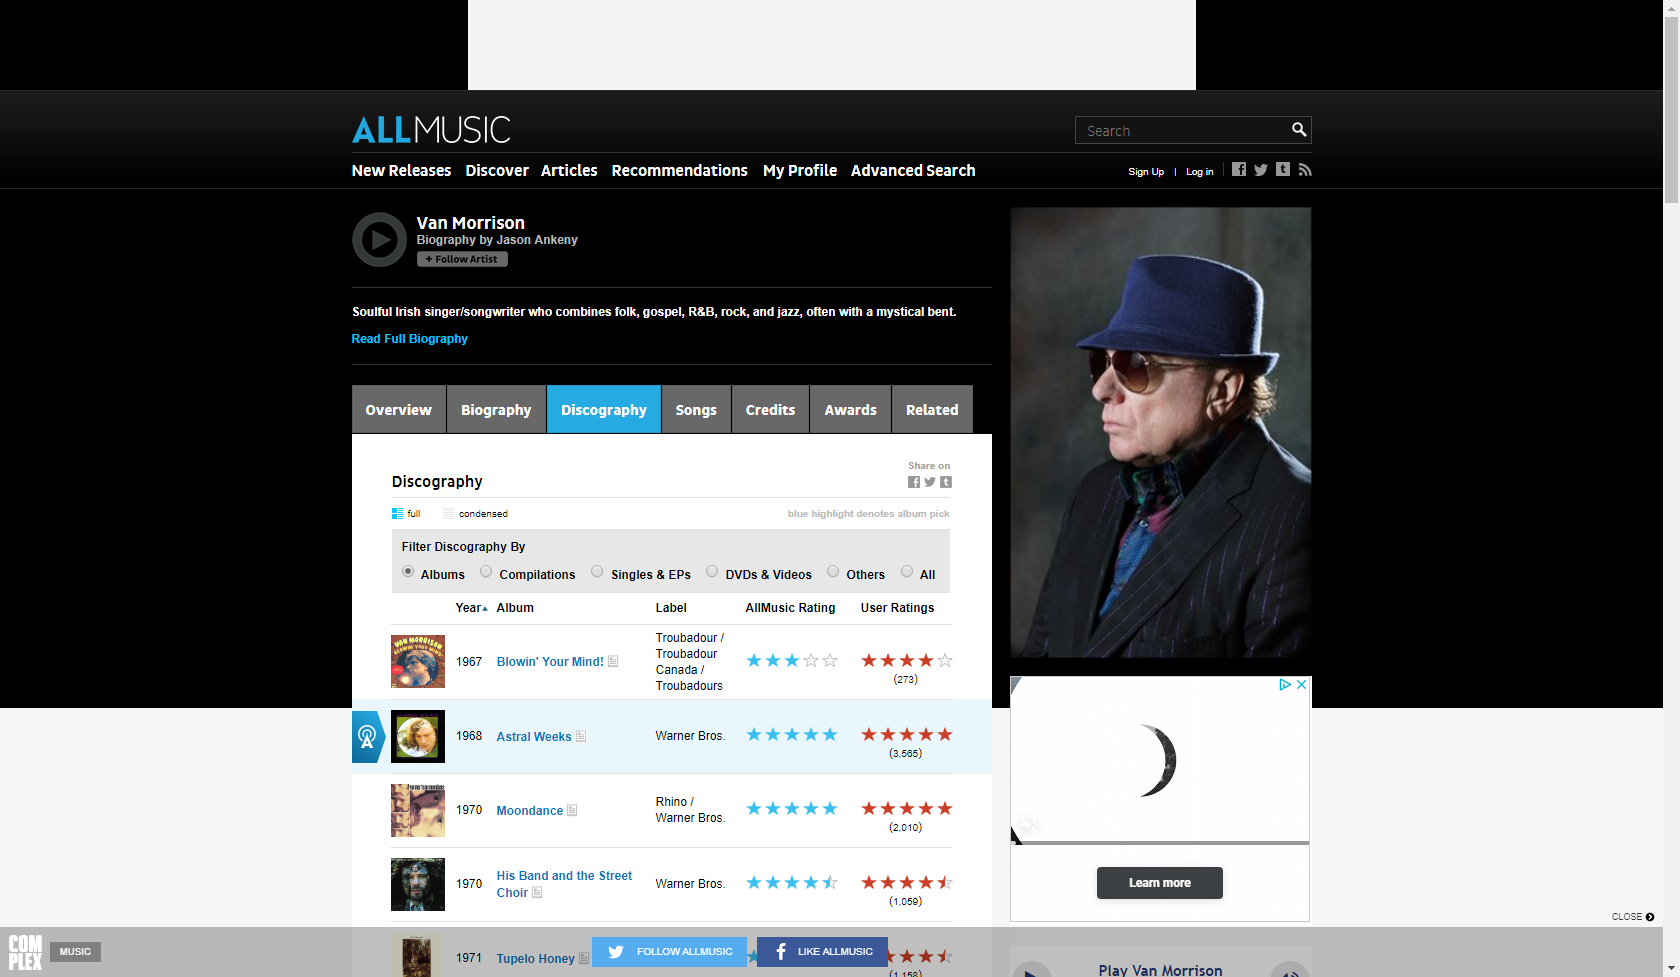 ALLMUSIC
Search
New Releases Discover Articles Recommendations My Profile Advanced Search
Sign Up | Log in
Van Morrison
Biography by Jason Ankeny
+ Follow Artist
Soulful Irish singer/songwriter who combines folk, gospel, R&B, rock, and jazz, often with a mystical bent.
Read Full Biography
Overview Biography Discography Songs Credits Awards Related
Share on
Discography
full condensed blue highlight denotes album pick
Filter Discography By
Albums Compilations Singles & EPs DVDs & Videos Others All
Year Album Label AllMusic Rating User Ratings
VAN MORRISON
BLOWIN' YOUR MIND!
1967 Blowin' Your Mind! Troubadour / Troubadour Canada / Troubadours (273)
1968 Astral Weeks Warner Bros. (3,565)
1970 Moondance Rhino / Warner Bros. (2,010)
1970 His Band and the Street Choir Warner Bros. (1,059)
Learn more
CLOSE
COMPLEX
MUSIC
1971 Tupelo Honey (1,158)
FOLLOW ALLMUSIC
LIKE ALLMUSIC
Play Van Morrison